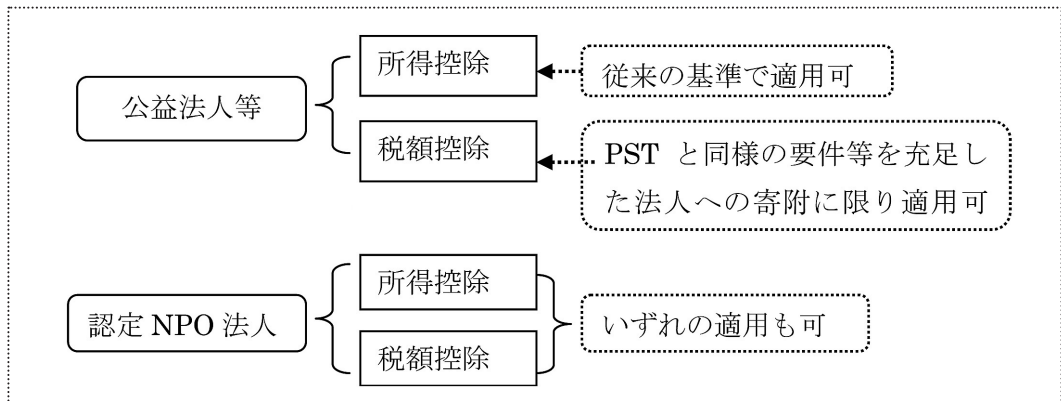 公益法人等
所得控除
従来の基準で適用可
税額控除
PST と同様の要件等を充足し
た法人への寄附に限り適用可
認定 NPO 法人
所得控除
税額控除
いずれの適用も可